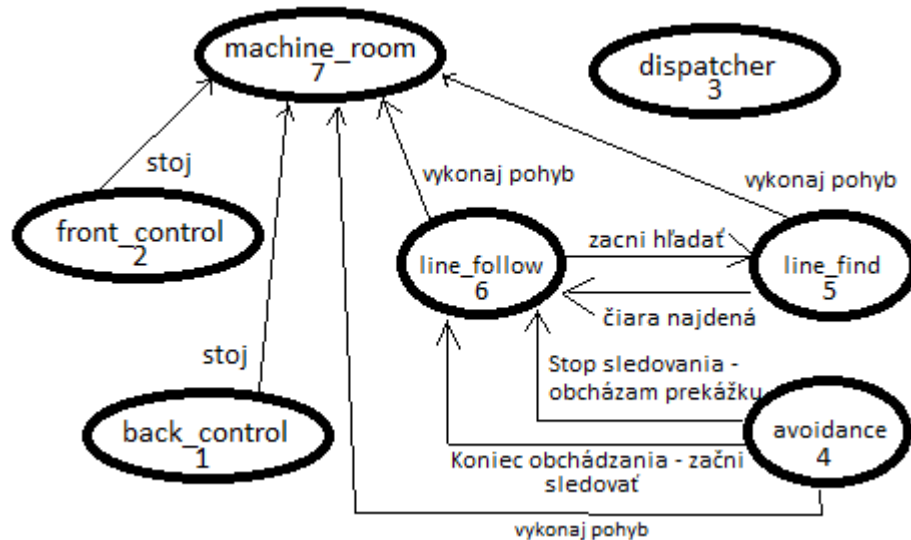 machine_room
7
dispatcher
3
stoj
vykonaj pohyb
vykonaj pohyb
front_control
2
zacni hľadať
line_follow
6
line_find
5
čiara najdená
stoj
Stop sledovania -
obcházam prekážku
back_control
1
avoidance
4
Koniec obchádzania - začni
sledovať
vykonaj pohyb